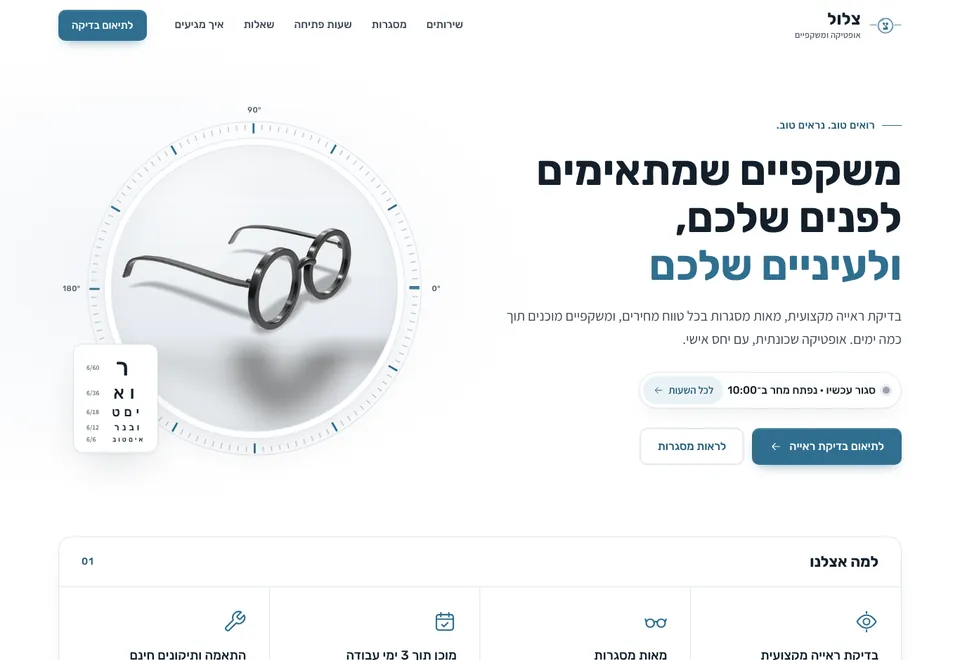 צלול
אופטיקה ומשקפיים
שירותים
מסגרות
שעות פתיחה
שאלות
איך מגיעים
לתיאום בדיקה
רואים טוב. נראים טוב.
משקפיים שמתאימים
לפנים שלכם,
ולעיניים שלכם
בדיקת ראייה מקצועית, מאות מסגרות בכל טווח מחירים, ומשקפיים מוכנים תוך
כמה ימים. אופטיקה שכונתית, עם יחס אישי.
סגור עכשיו • נפתח מחר ב־10:00
לכל השעות ←
לתיאום בדיקת ראייה ←
לראות מסגרות
90°
0°
180°
ר 6/60
וא 6/36
יםט 6/18
ובנר 6/12
איםטוב 6/6
למה אצלנו
01
בדיקת ראייה מקצועית
מאות מסגרות
מוכן תוך 3 ימי עבודה
התאמה ותיקונים חינם